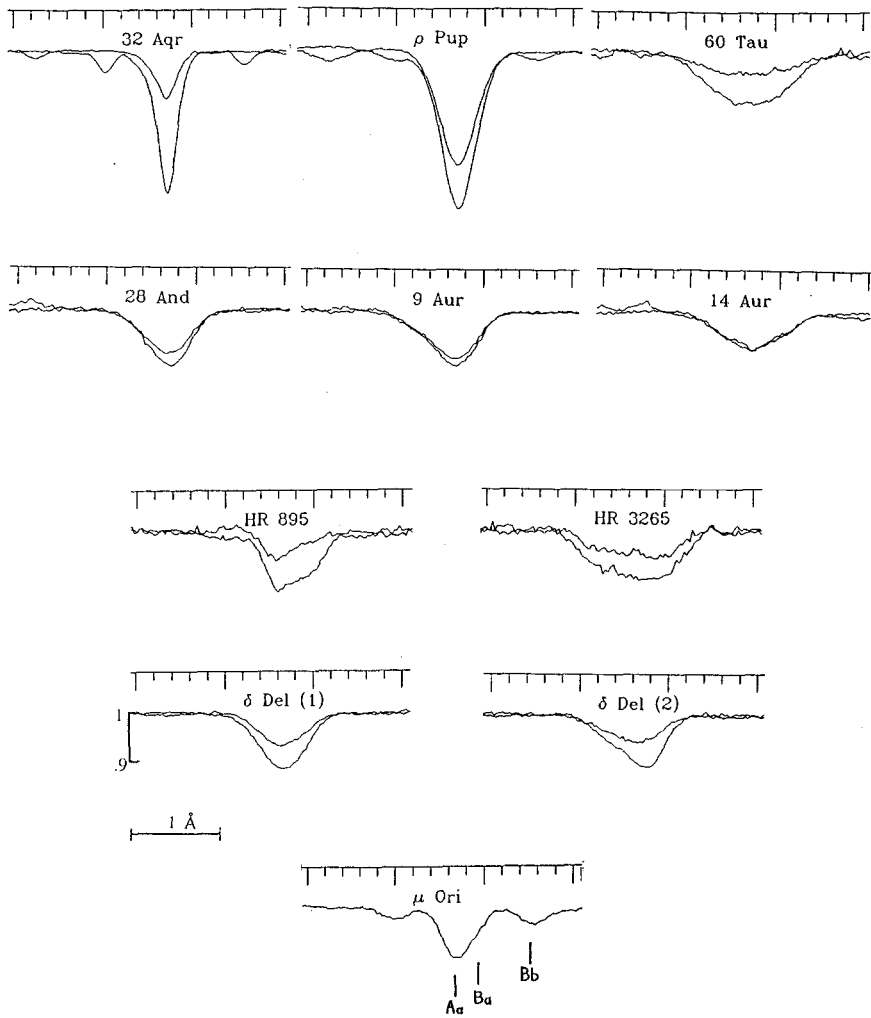 32 Aqr
ρ Pup
60 Tau
28 And
9 Aur
14 Aur
HR 895
HR 3265
δ Del (1)
δ Del (2)
1
.9
1 Å
μ Ori
Aa
Ba
Bb